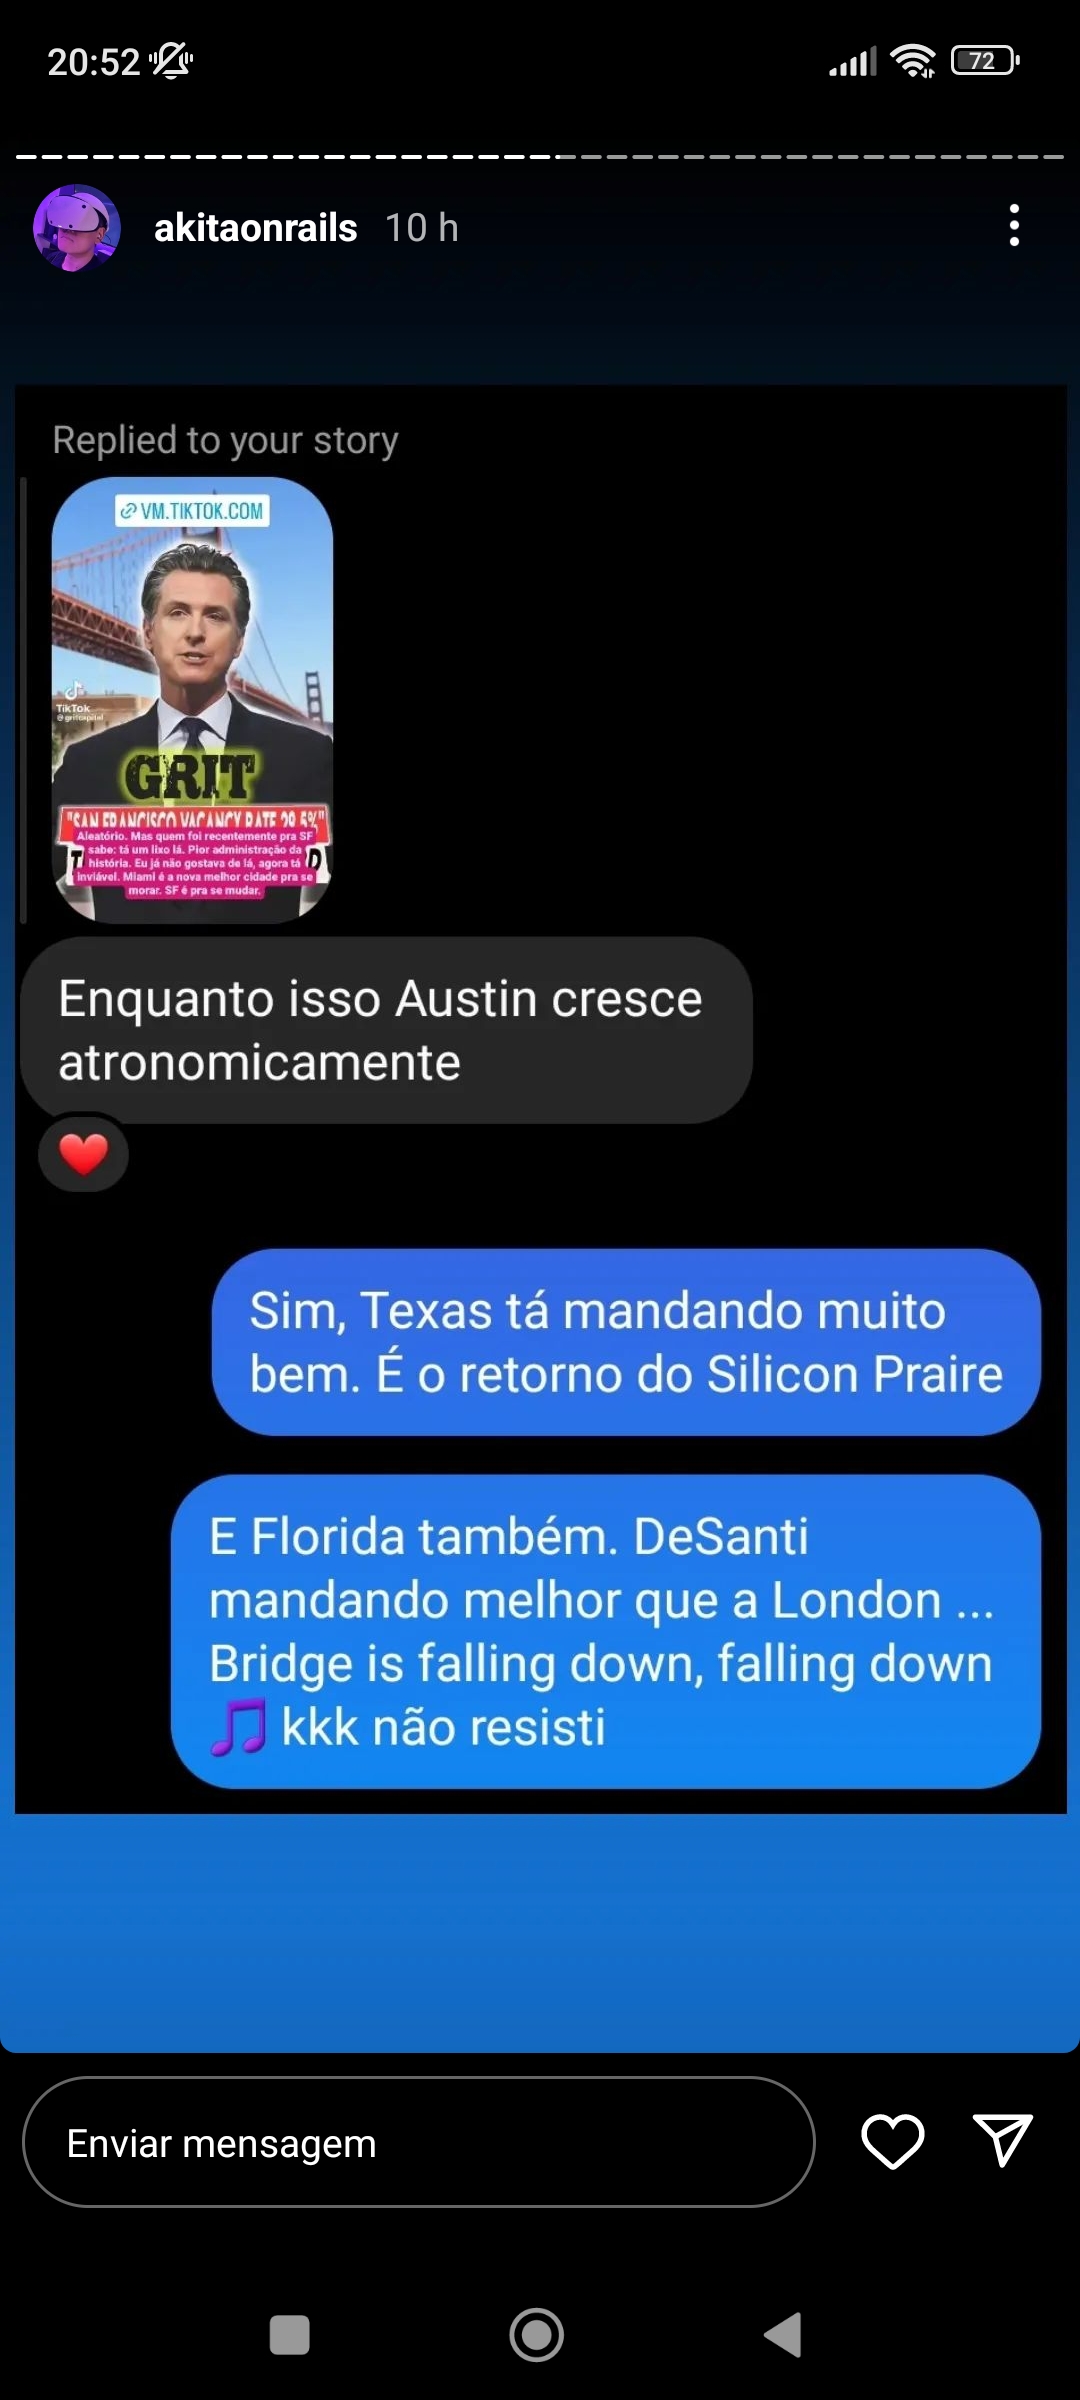 20:52
72
akitaonrails 10 h
Replied to your story
VM.TIKTOK.COM
TikTok
@gritcapital
GRIT
"SAN FRANCISCO VACANCY RATE 29.5%"
Aleatório. Mas quem foi recentemente pra SF
sabe: tá um lixo lá. Pior administração da
história. Eu já não gostava de lá, agora tá
inviável. Miami é a nova melhor cidade pra se
morar. SF é pra se mudar.
Enquanto isso Austin cresce
atronomicamente
Sim, Texas tá mandando muito
bem. É o retorno do Silicon Praire
E Florida também. DeSanti
mandando melhor que a London ...
Bridge is falling down, falling down
🎵 kkk não resisti
Enviar mensagem